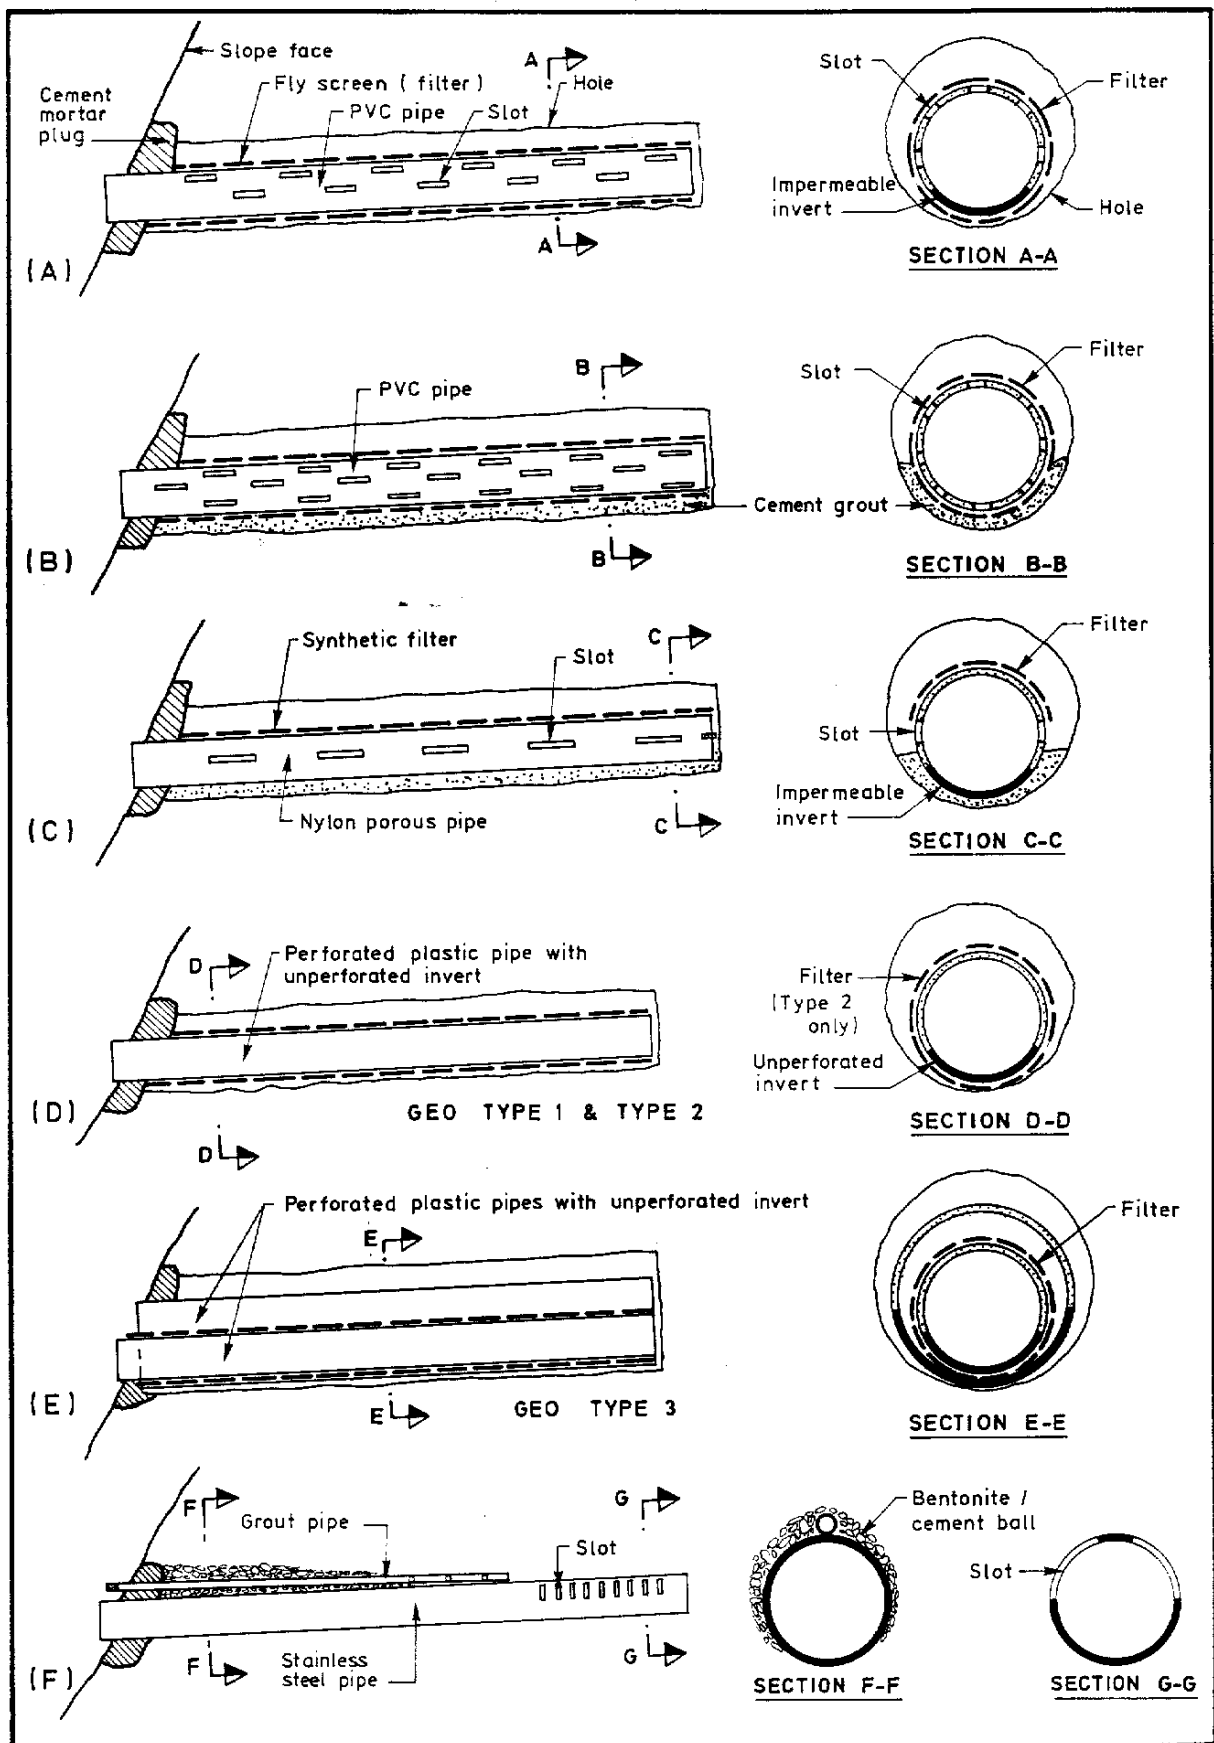 Slope face
Cement
mortar
plug
Fly screen ( filter )
PVC pipe
Slot
Hole
A
A
(A)
Slot
Filter
Impermeable
invert
Hole
SECTION A-A
PVC pipe
B
B
(B)
Slot
Filter
Cement grout
SECTION B-B
Synthetic filter
Slot
C
C
Nylon porous pipe
(C)
Filter
Slot
Impermeable
invert
SECTION C-C
D
Perforated plastic pipe with
unperforated invert
D
(D)
GEO TYPE 1 & TYPE 2
Filter
(Type 2
only)
Unperforated
invert
SECTION D-D
Perforated plastic pipes with unperforated invert
E
E
(E)
GEO TYPE 3
Filter
SECTION E-E
F
Grout pipe
G
Slot
F
Stainless
steel pipe
G
(F)
Bentonite /
cement ball
SECTION F-F
Slot
SECTION G-G